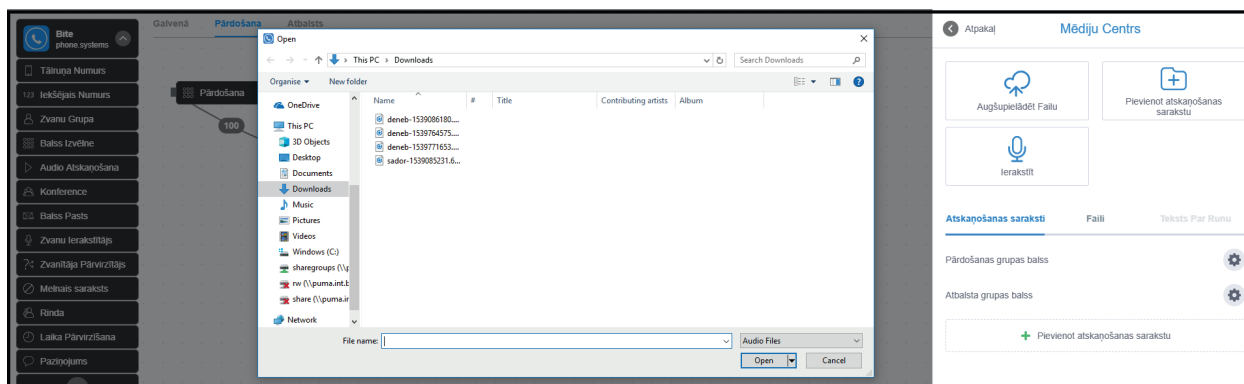 Bite
phone.systems
Tālruņa Numurs
123 Iekšējais Numurs
Zvanu Grupa
Balss Izvēlne
Audio Atskaņošana
Konference
Balss Pasts
Zvanu Ierakstītājs
Zvanītāja Pārvirzītājs
Melnais saraksts
Rinda
Laika Pārvirzīšana
Paziņojums
Galvenā Pārdošana Atbalsts
Pārdošana
100
Open
This PC > Downloads
Search Downloads
Organise New folder
OneDrive
This PC
3D Objects
Desktop
Documents
Downloads
Music
Pictures
Videos
Windows (C:)
sharegroups (\\p
rw (\\puma.int.b
share (\\puma.ir
Network
Name # Title Contributing artists Album
deneb-1539086180....
deneb-1539764575....
deneb-1539771653....
sador-1539085231.6...
File name:
Audio Files
Open Cancel
Atpakaļ Mēdiju Centrs
Augšupielādēt Failu
Pievienot atskaņošanas
sarakstu
Ierakstīt
Atskaņošanas saraksti Faili Teksts Par Runu
Pārdošanas grupas balss
Atbalsta grupas balss
+ Pievienot atskaņošanas sarakstu